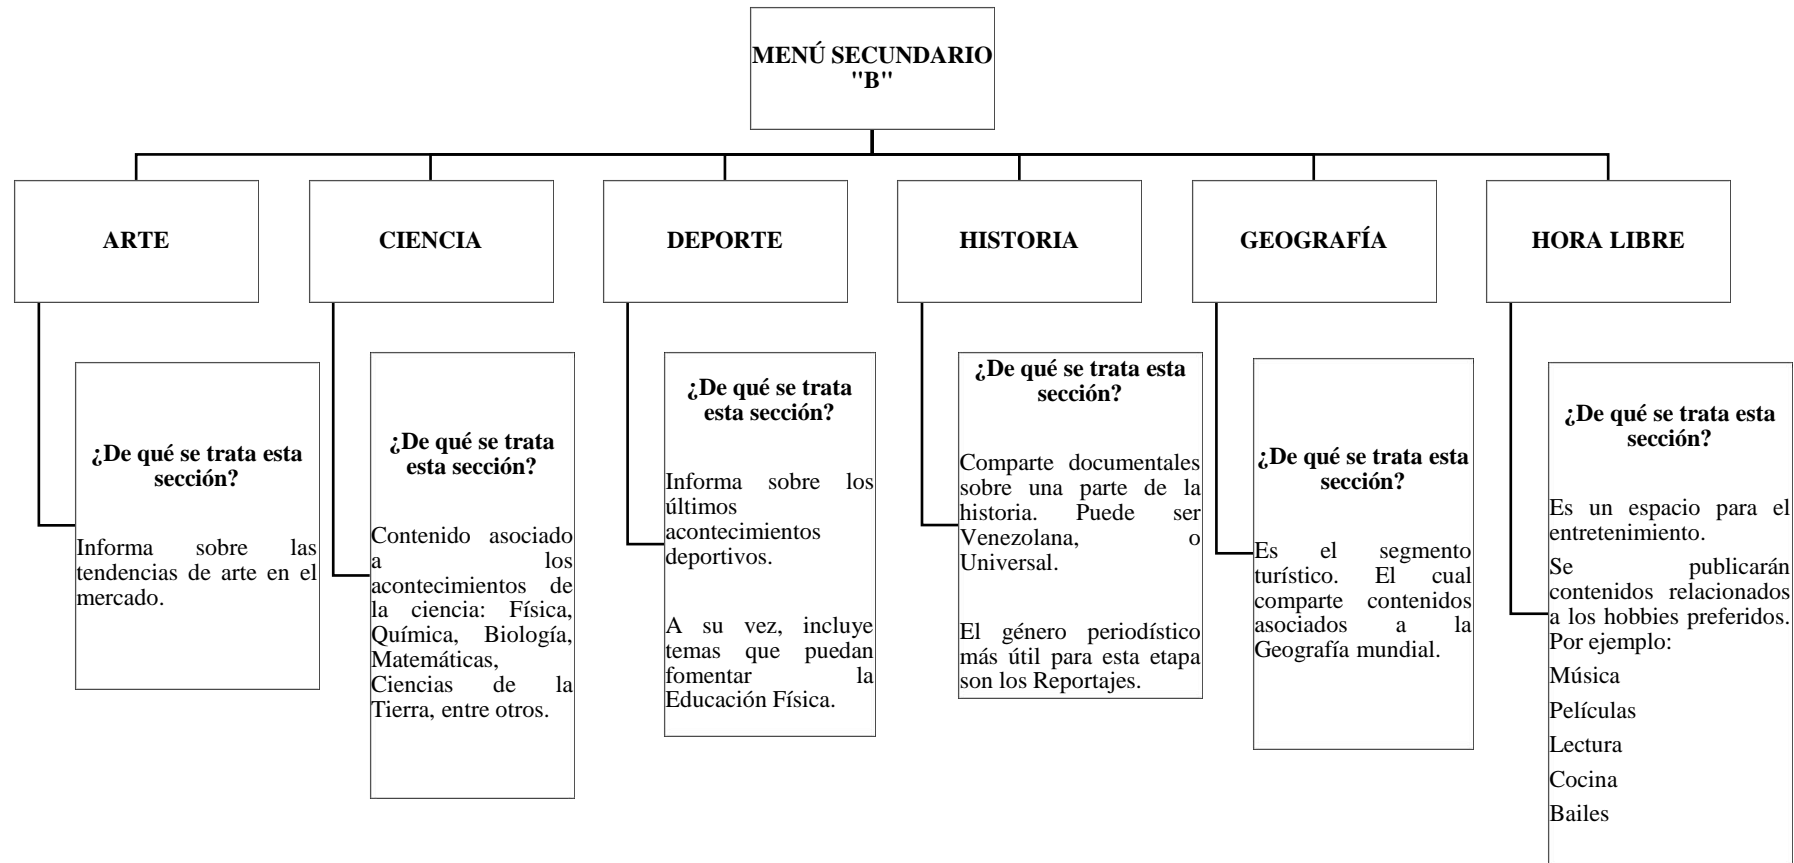 MENÚ SECUNDARIO
"B"
ARTE
CIENCIA
DEPORTE
HISTORIA
GEOGRAFÍA
HORA LIBRE
¿De qué se trata esta
sección?
Informa sobre las
tendencias de arte en el
mercado.
¿De qué se trata
esta sección?
Contenido asociado
a los
acontecimientos de
la ciencia: Física,
Química, Biología,
Matemáticas,
Ciencias de la
Tierra, entre otros.
¿De qué se trata
esta sección?
Informa sobre los
últimos
acontecimientos
deportivos.
A su vez, incluye
temas que puedan
fomentar la
Educación Física.
¿De qué se trata esta
sección?
Comparte documentales
sobre una parte de la
historia. Puede ser
Venezolana, o
Universal.
El género periodístico
más útil para esta etapa
son los Reportajes.
¿De qué se trata esta
sección?
Es el segmento
turístico. El cual
comparte contenidos
asociados a la
Geografía mundial.
¿De qué se trata esta
sección?
Es un espacio para el
entretenimiento.
Se publicarán
contenidos relacionados
a los hobbies preferidos.
Por ejemplo:
Música
Películas
Lectura
Cocina
Bailes